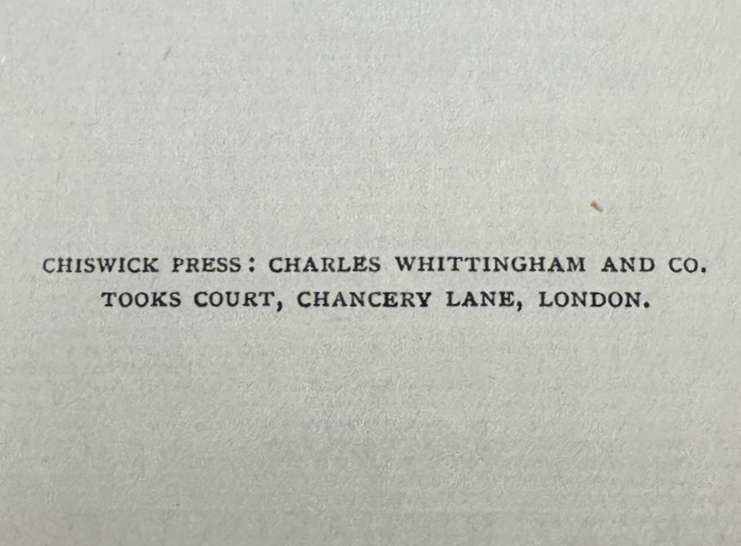 CHISWICK PRESS: CHARLES WHITTINGHAM AND CO.
TOOKS COURT, CHANCERY LANE, LONDON.